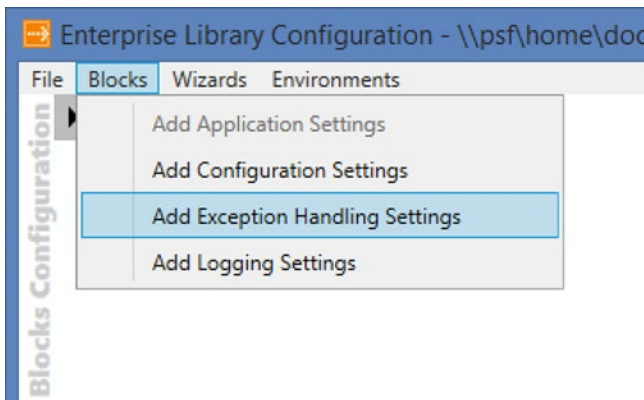 Enterprise Library Configuration - \\psf\home\doc
File Blocks Wizards Environments
Add Application Settings
Add Configuration Settings
Add Exception Handling Settings
Add Logging Settings
Blocks Configuration